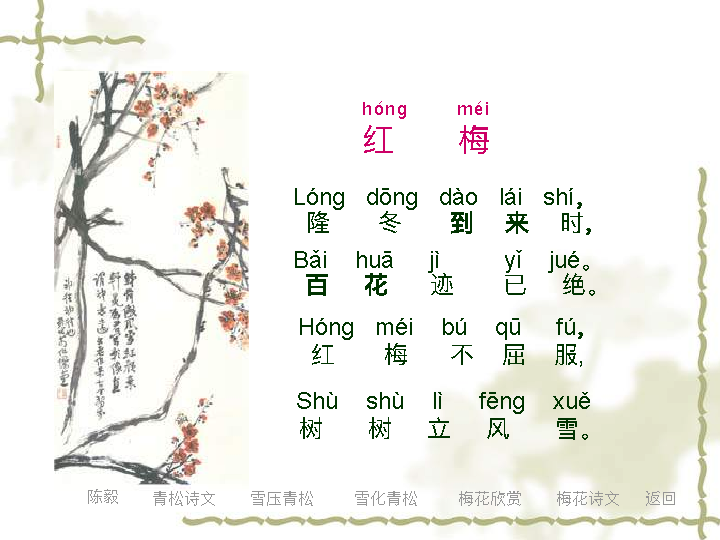 hóng méi
红 梅
Lóng dōng dào lái shí，
隆 冬 到 来 时，
Bǎi huā jì yǐ jué。
百 花 迹 已 绝。
Hóng méi bú qū fú，
红 梅 不 屈 服,
Shù shù lì fēng xuě
树 树 立 风 雪。
陈毅 青松诗文 雪压青松 雪化青松 梅花欣赏 梅花诗文 返回